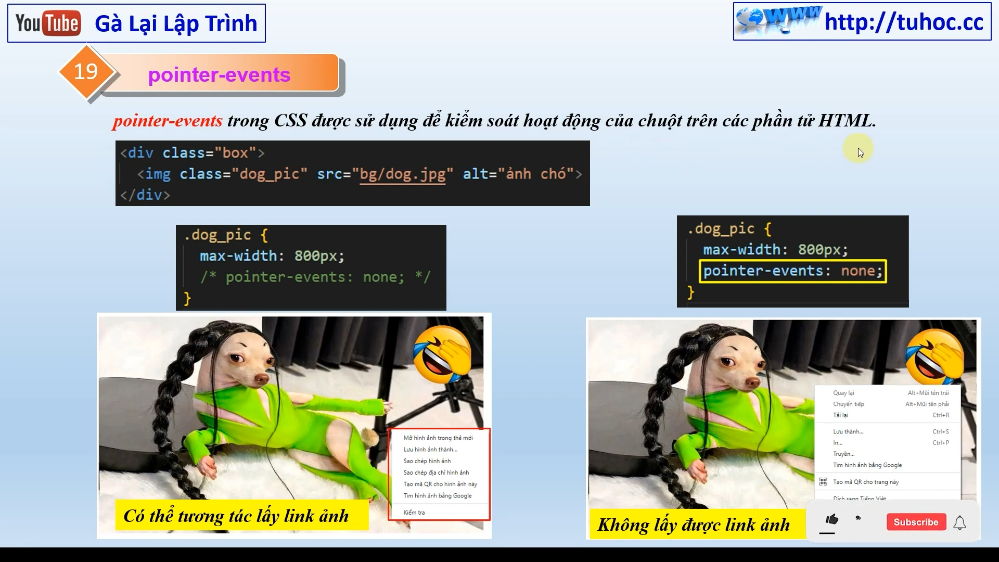 YouTube Gà Lại Lập Trình
WWW http://tuhoc.cc
19 pointer-events
pointer-events trong CSS được sử dụng để kiểm soát hoạt động của chuột trên các phần tử HTML.
<div class="box">
<img class="dog_pic" src="bg/dog.jpg" alt="ảnh chó">
</div>
.dog_pic {
max-width: 800px;
/* pointer-events: none; */
}
.dog_pic {
max-width: 800px;
pointer-events: none;
}
Mở hình ảnh trong thẻ mới
Lưu hình ảnh thành...
Sao chép hình ảnh
Sao chép địa chỉ hình ảnh
Tạo mã QR cho hình ảnh này
Tìm hình ảnh bằng Google
Kiểm tra
Có thể tương tác lấy link ảnh
Quay lại Alt+Mũi tên trái
Chuyển tiếp Alt+Mũi tên phải
Tải lại Ctrl+R
Lưu thành... Ctrl+S
In... Ctrl+P
Truyền...
Tìm hình ảnh bằng Google
Tạo mã QR cho trang này
Dịch sang Tiếng Việt
Không lấy được link ảnh
Subscribe